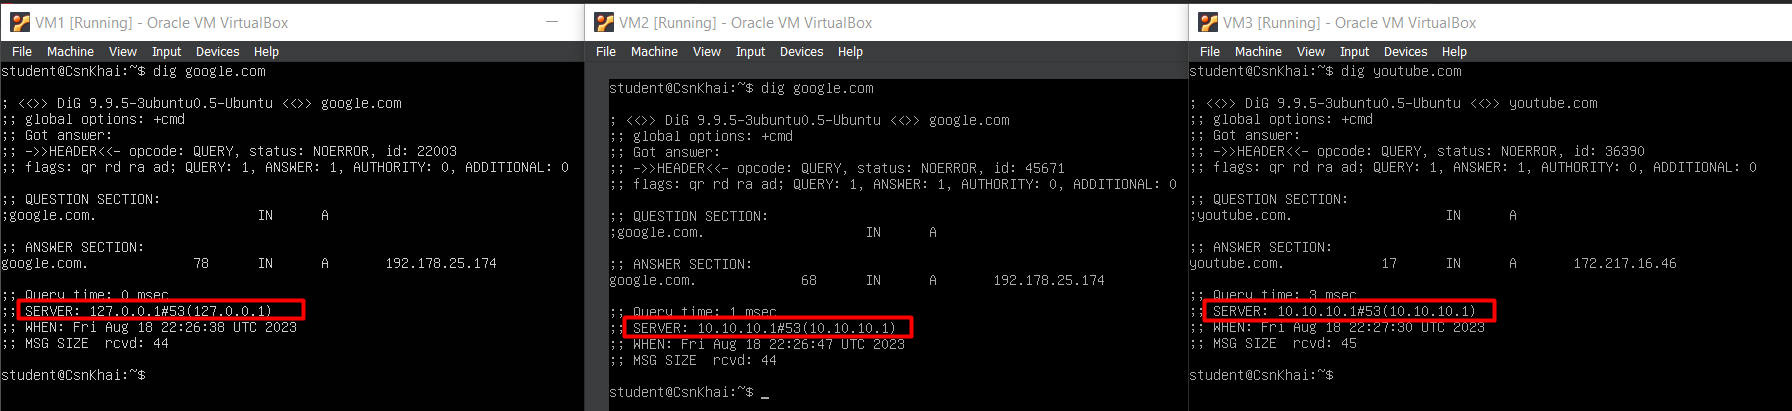 VM1 [Running] - Oracle VM VirtualBox
File Machine View Input Devices Help
student@CsnKhai:~$ dig google.com
; <<>> DiG 9.9.5-3ubuntu0.5-Ubuntu <<>> google.com
;; global options: +cmd
;; Got answer:
;; ->>HEADER<<- opcode: QUERY, status: NOERROR, id: 22003
;; flags: qr rd ra ad; QUERY: 1, ANSWER: 1, AUTHORITY: 0, ADDITIONAL: 0
;; QUESTION SECTION:
;google.com. IN A
;; ANSWER SECTION:
google.com. 78 IN A 192.178.25.174
;; Query time: 0 msec
;; SERVER: 127.0.0.1#53(127.0.0.1)
;; WHEN: Fri Aug 18 22:26:38 UTC 2023
;; MSG SIZE rcvd: 44
student@CsnKhai:~$
VM2 [Running] - Oracle VM VirtualBox
File Machine View Input Devices Help
student@CsnKhai:~$ dig google.com
; <<>> DiG 9.9.5-3ubuntu0.5-Ubuntu <<>> google.com
;; global options: +cmd
;; Got answer:
;; ->>HEADER<<- opcode: QUERY, status: NOERROR, id: 45671
;; flags: qr rd ra ad; QUERY: 1, ANSWER: 1, AUTHORITY: 0, ADDITIONAL: 0
;; QUESTION SECTION:
;google.com. IN A
;; ANSWER SECTION:
google.com. 68 IN A 192.178.25.174
;; Query time: 1 msec
;; SERVER: 10.10.10.1#53(10.10.10.1)
;; WHEN: Fri Aug 18 22:26:47 UTC 2023
;; MSG SIZE rcvd: 44
student@CsnKhai:~$ _
VM3 [Running] - Oracle VM VirtualBox
File Machine View Input Devices Help
student@CsnKhai:~$ dig youtube.com
; <<>> DiG 9.9.5-3ubuntu0.5-Ubuntu <<>> youtube.com
;; global options: +cmd
;; Got answer:
;; ->>HEADER<<- opcode: QUERY, status: NOERROR, id: 36390
;; flags: qr rd ra ad; QUERY: 1, ANSWER: 1, AUTHORITY: 0, ADDITIONAL: 0
;; QUESTION SECTION:
;youtube.com. IN A
;; ANSWER SECTION:
youtube.com. 17 IN A 172.217.16.46
;; Query time: 3 msec
;; SERVER: 10.10.10.1#53(10.10.10.1)
;; WHEN: Fri Aug 18 22:27:30 UTC 2023
;; MSG SIZE rcvd: 45
student@CsnKhai:~$